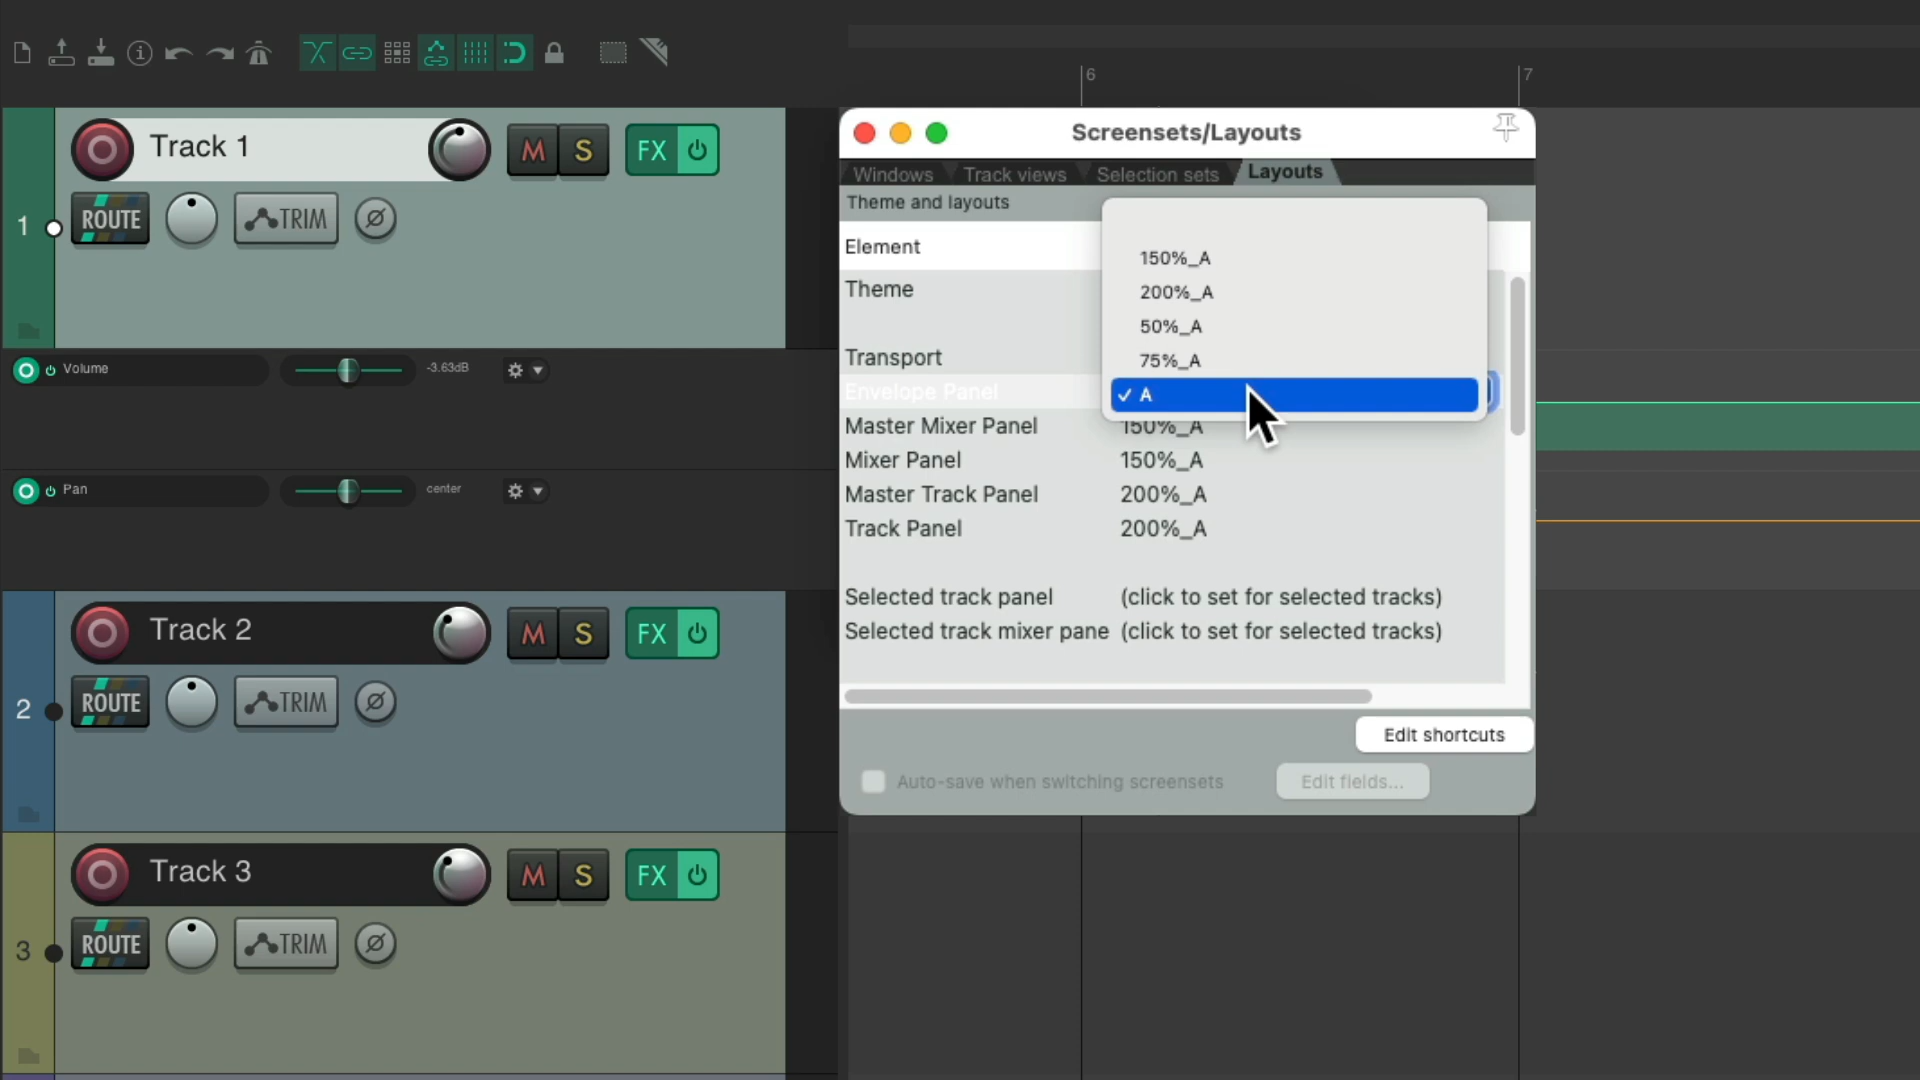 6
7
1
Track 1
M
S
FX
ROUTE
TRIM
Volume
-3.63dB
Pan
center
2
Track 2
M
S
FX
ROUTE
TRIM
3
Track 3
M
S
FX
ROUTE
TRIM
Screensets/Layouts
Windows
Track views
Selection sets
Layouts
Theme and layouts
Element
Theme
150%_A
200%_A
50%_A
75%_A
✓ A
Transport
Envelope Panel
Master Mixer Panel 150%_A
Mixer Panel 150%_A
Master Track Panel 200%_A
Track Panel 200%_A
Selected track panel (click to set for selected tracks)
Selected track mixer pane (click to set for selected tracks)
Edit shortcuts
Auto-save when switching screensets
Edit fields...